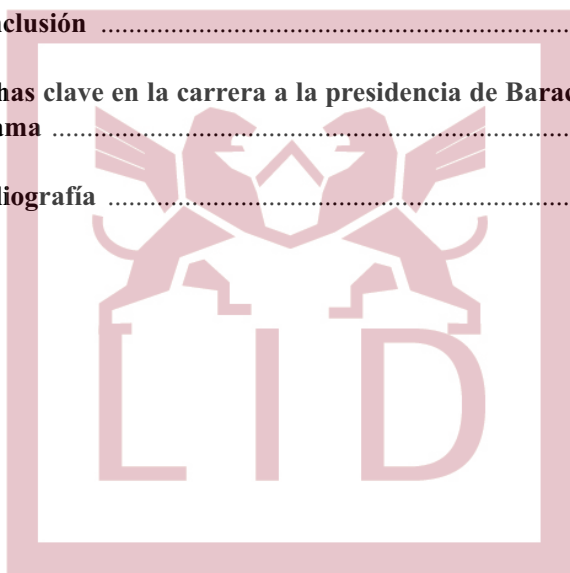 nclusión ........................................................................
has clave en la carrera a la presidencia de Barac
ama ........................................................................
liografía ........................................................................
LID